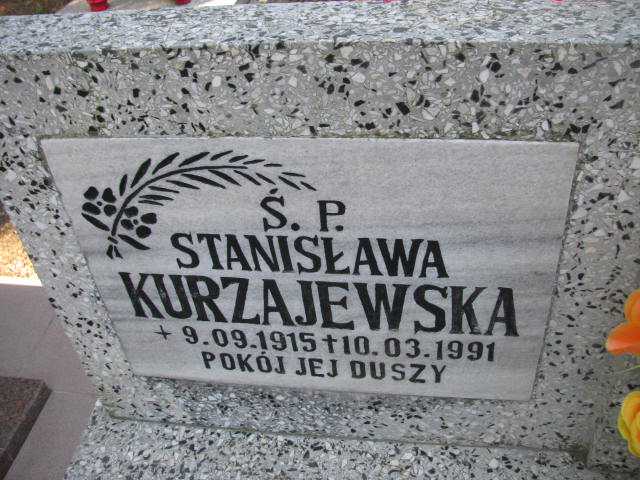 Ś. P.
STANISŁAWA
KURZAJEWSKA
+ 9.09.1915 † 10.03.1991
POKÓJ JEJ DUSZY